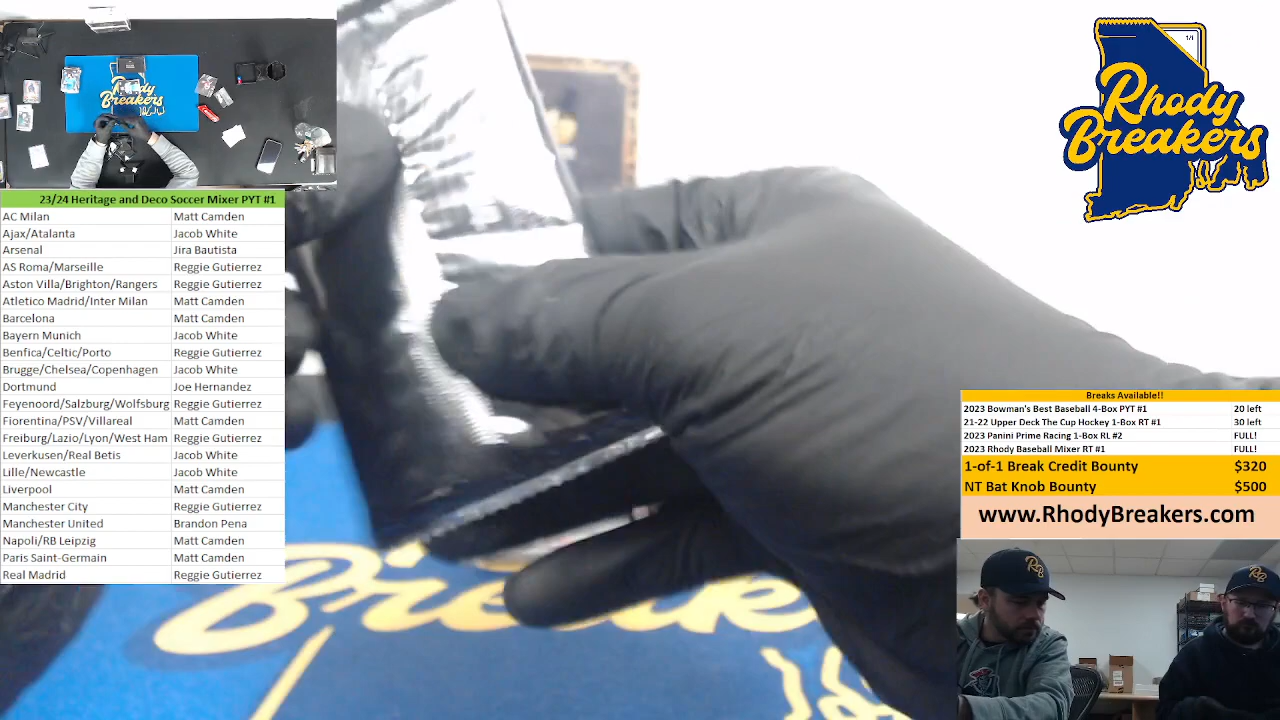 Rhody
Breakers
23/24 Heritage and Deco Soccer Mixer PYT #1
AC Milan Matt Camden
Ajax/Atalanta Jacob White
Arsenal Jira Bautista
AS Roma/Marseille Reggie Gutierrez
Aston Villa/Brighton/Rangers Reggie Gutierrez
Atletico Madrid/Inter Milan Matt Camden
Barcelona Matt Camden
Bayern Munich Jacob White
Benfica/Celtic/Porto Reggie Gutierrez
Brugge/Chelsea/Copenhagen Jacob White
Dortmund Joe Hernandez
Feyenoord/Salzburg/Wolfsburg Reggie Gutierrez
Fiorentina/PSV/Villareal Matt Camden
Freiburg/Lazio/Lyon/West Ham Reggie Gutierrez
Leverkusen/Real Betis Jacob White
Lille/Newcastle Jacob White
Liverpool Matt Camden
Manchester City Reggie Gutierrez
Manchester United Brandon Pena
Napoli/RB Leipzig Matt Camden
Paris Saint-Germain Matt Camden
Real Madrid Reggie Gutierrez
Breakers
1/1
Rhody
Breakers
Breaks Available!!
2023 Bowman's Best Baseball 4-Box PYT #1 20 left
21-22 Upper Deck The Cup Hockey 1-Box RT #1 30 left
2023 Panini Prime Racing 1-Box RL #2 FULL!
2023 Rhody Baseball Mixer RT #1 FULL!
1-of-1 Break Credit Bounty $320
NT Bat Knob Bounty $500
www.RhodyBreakers.com
RB
RB